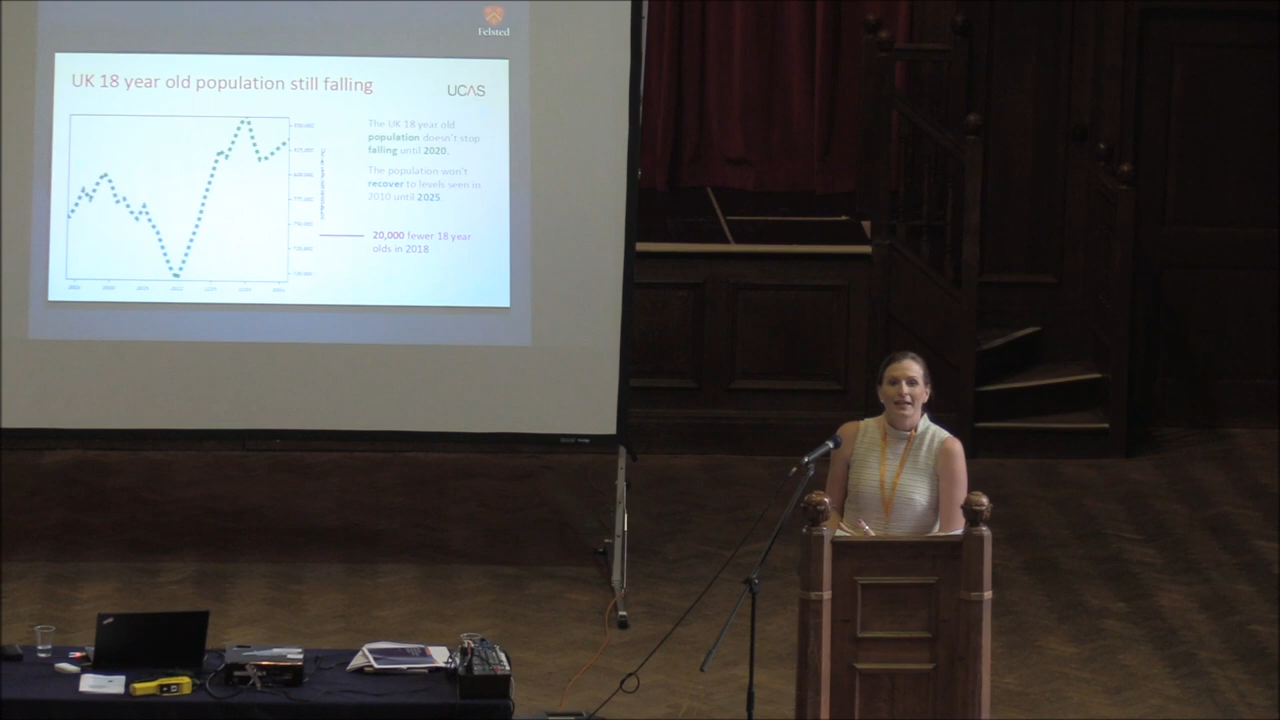 Felsted
UK 18 year old population still falling
UCAS
The UK 18 year old
population doesn't stop
falling until 2020.
The population won't
recover to levels seen in
2010 until 2025.
20,000 fewer 18 year
olds in 2018